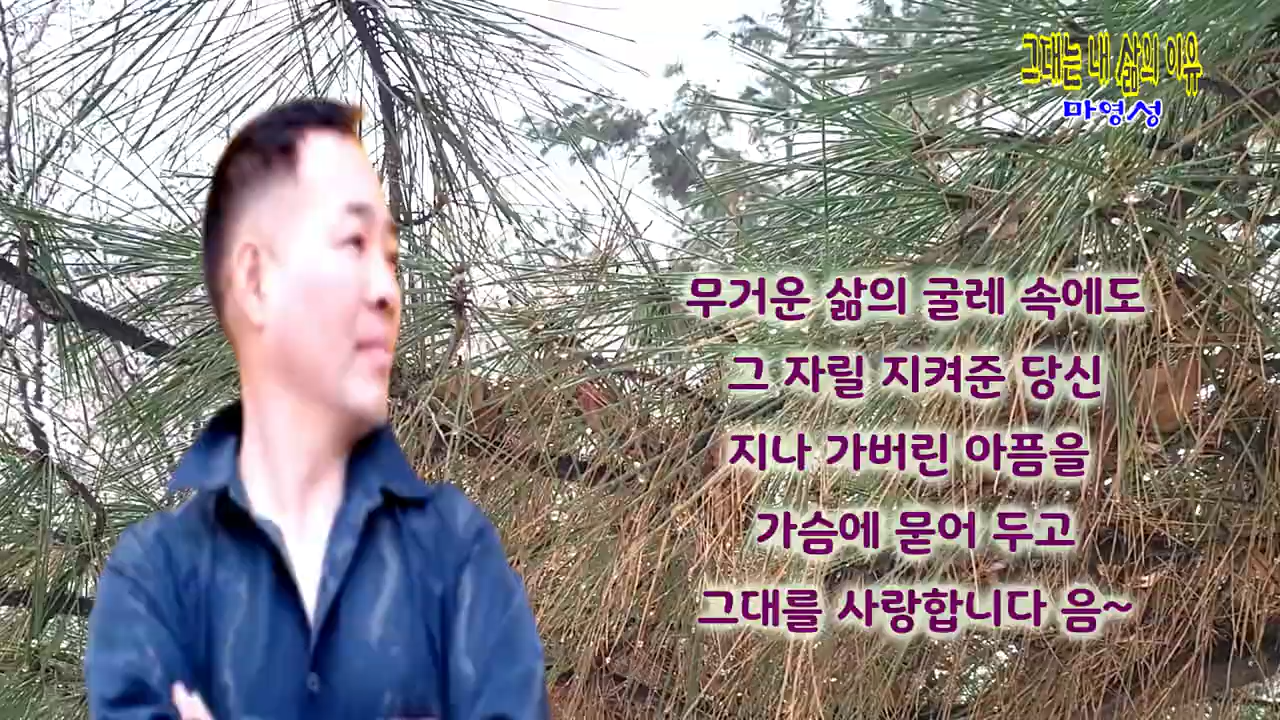 그대는 내 삶의 이유
마영성
무거운 삶의 굴레 속에도
그 자릴 지켜준 당신
지나 가버린 아픔을
가슴에 묻어 두고
그대를 사랑합니다 음~